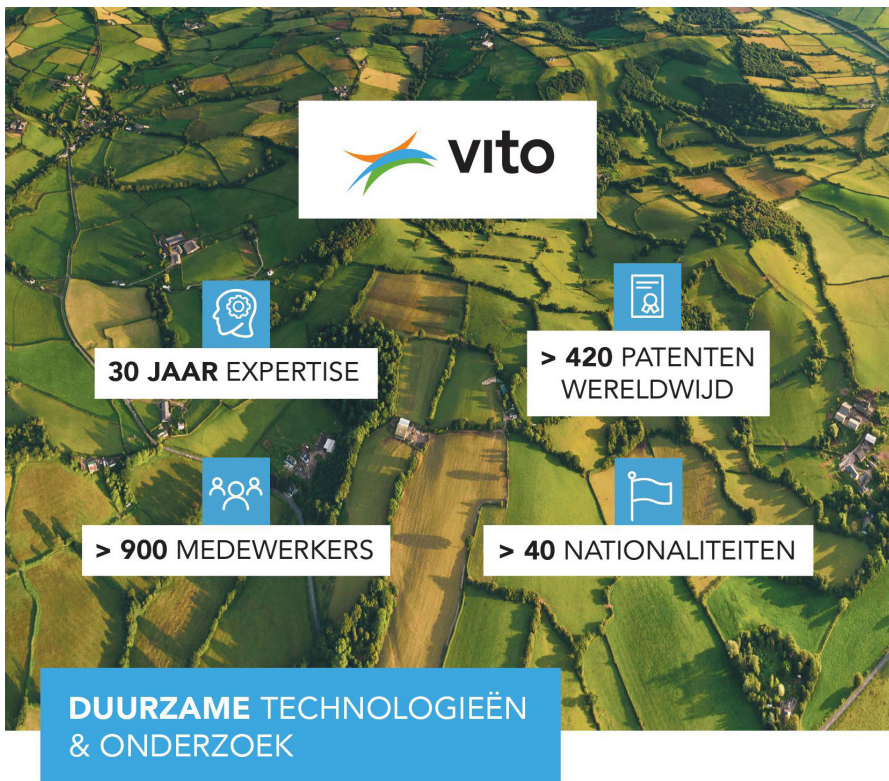 vito
30 JAAR EXPERTISE
> 420 PATENTEN
WERELDWIJD
> 900 MEDEWERKERS
> 40 NATIONALITEITEN
DUURZAME TECHNOLOGIEËN
& ONDERZOEK